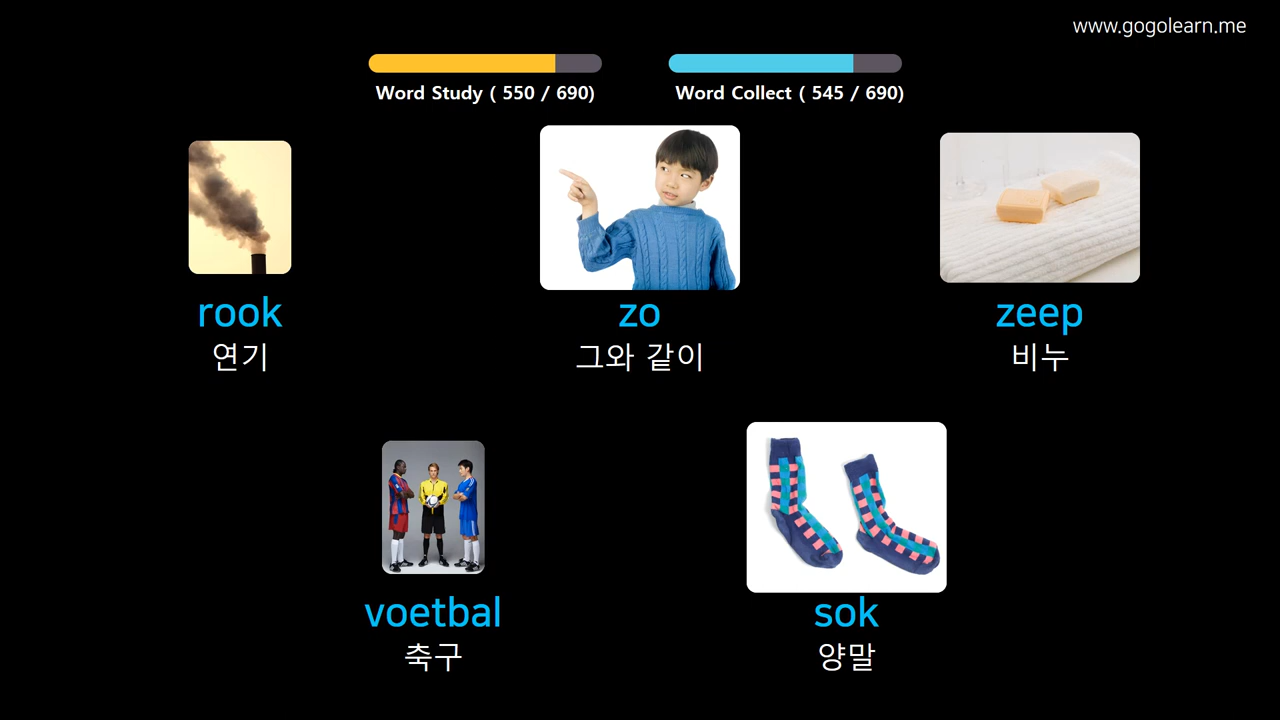 www.gogolearn.me
Word Study ( 550 / 690)
Word Collect ( 545 / 690)
rook
연기
zo
그와 같이
zeep
비누
voetbal
축구
sok
양말